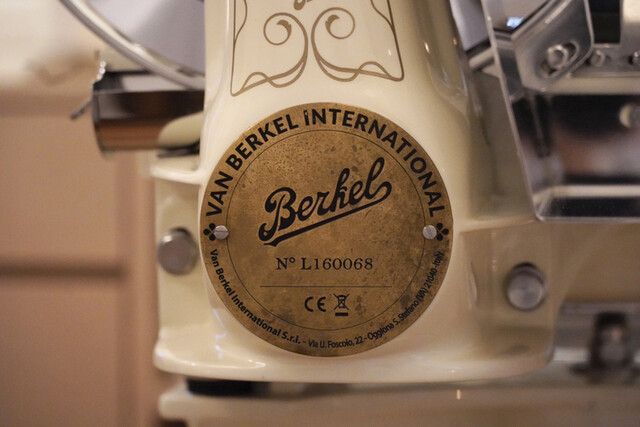 VAN BERKEL INTERNATIONAL
Berkel
Nº L160068
CE
Van Berkel International S.r.l. - Via U. Foscolo, 22 - Oggiona S. Stefano (VA) 21040 - Italy